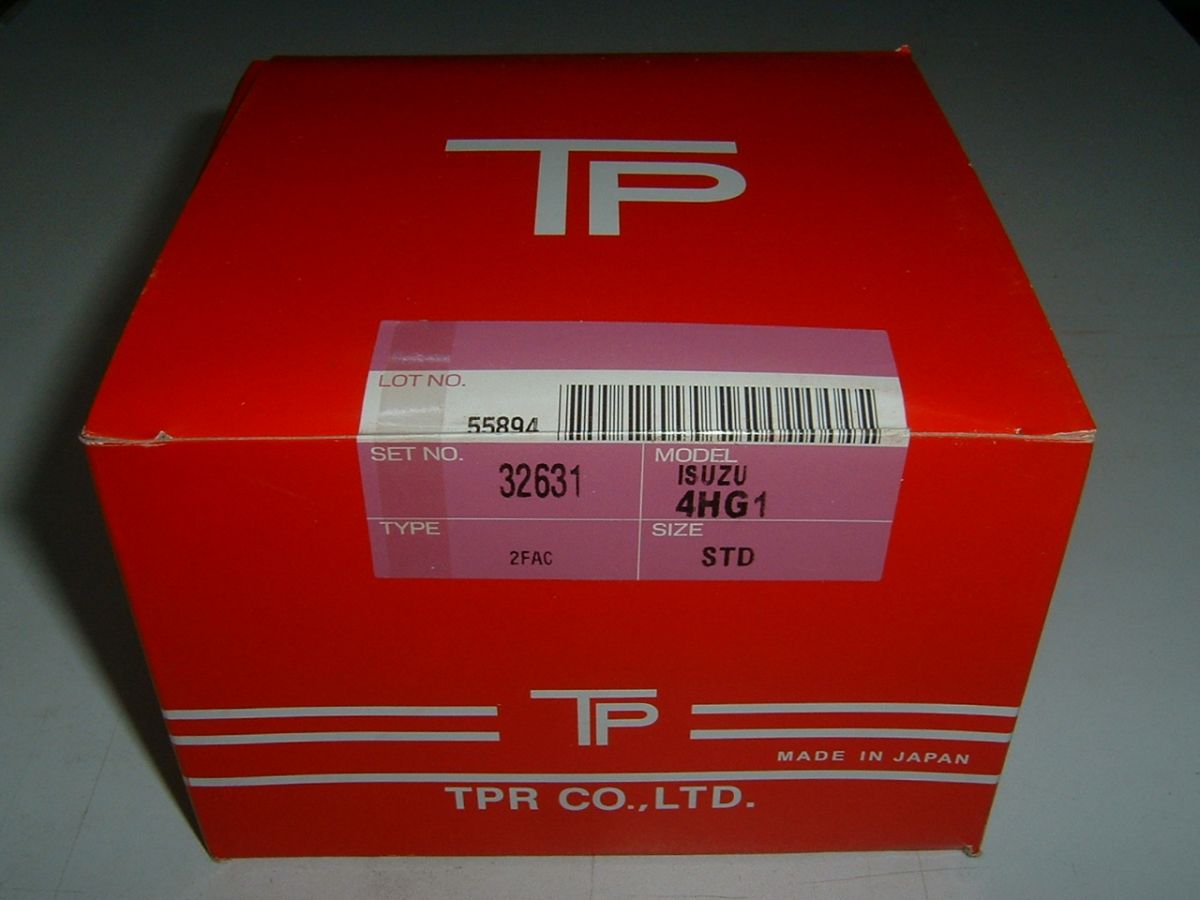 TP
LOT NO.
55894
SET NO.
32631
MODEL
ISUZU
4HG1
TYPE
2FAC
SIZE
STD
TP
MADE IN JAPAN
TPR CO.,LTD.